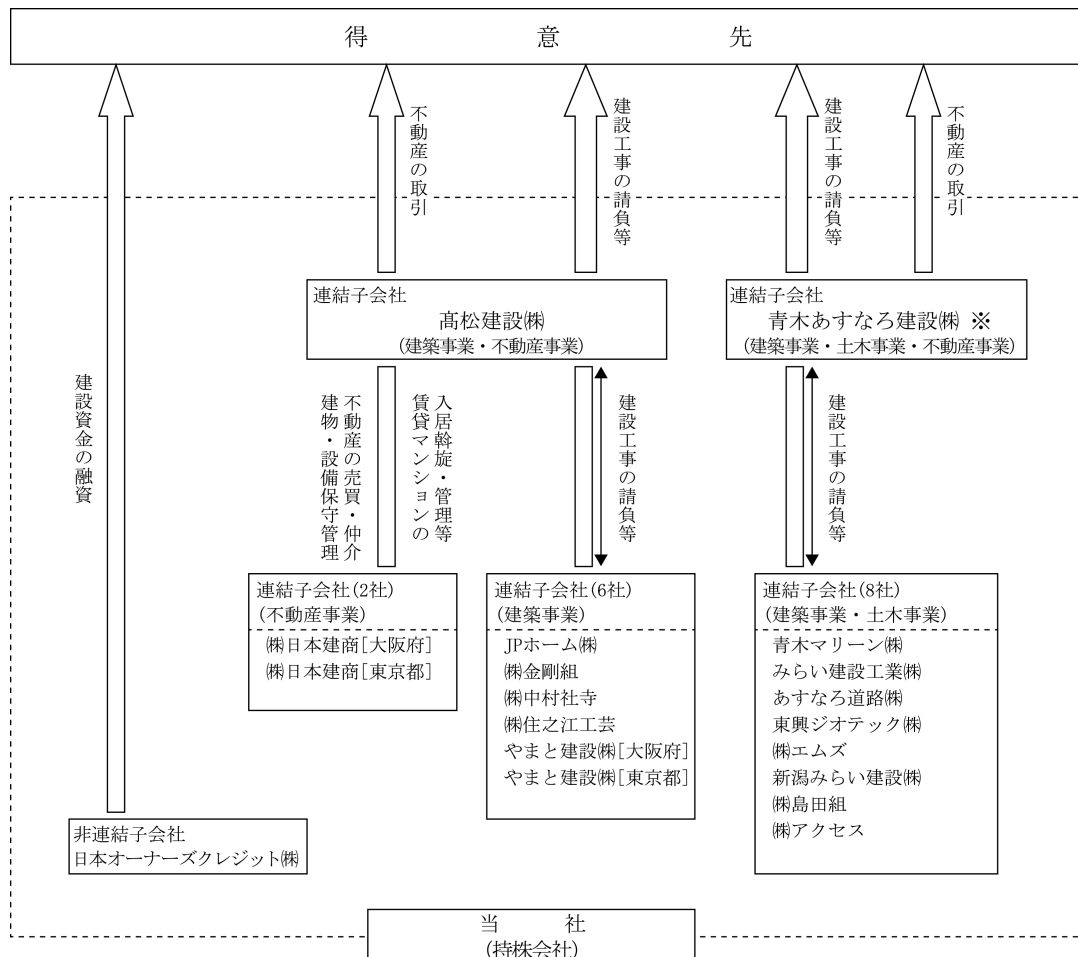 得意先
不動産の取引
建設工事の請負等
建設工事の請負等
不動産の取引
連結子会社
髙松建設㈱
(建築事業・不動産事業)
連結子会社
青木あすなろ建設㈱ ※
(建築事業・土木事業・不動産事業)
建設資金の融資
入居斡旋・管理等
賃貸マンションの
不動産の売買・仲介
建物・設備保守管理
建設工事の請負等
建設工事の請負等
連結子会社(2社)
(不動産事業)
㈱日本建商[大阪府]
㈱日本建商[東京都]
連結子会社(6社)
(建築事業)
JPホーム㈱
㈱金剛組
㈱中村社寺
㈱住之江工芸
やまと建設㈱[大阪府]
やまと建設㈱[東京都]
連結子会社(8社)
(建築事業・土木事業)
青木マリーン㈱
みらい建設工業㈱
あすなろ道路㈱
東興ジオテック㈱
㈱エムズ
新潟みらい建設㈱
㈱島田組
㈱アクセス
非連結子会社
日本オーナーズクレジット㈱
当社
(持株会社)